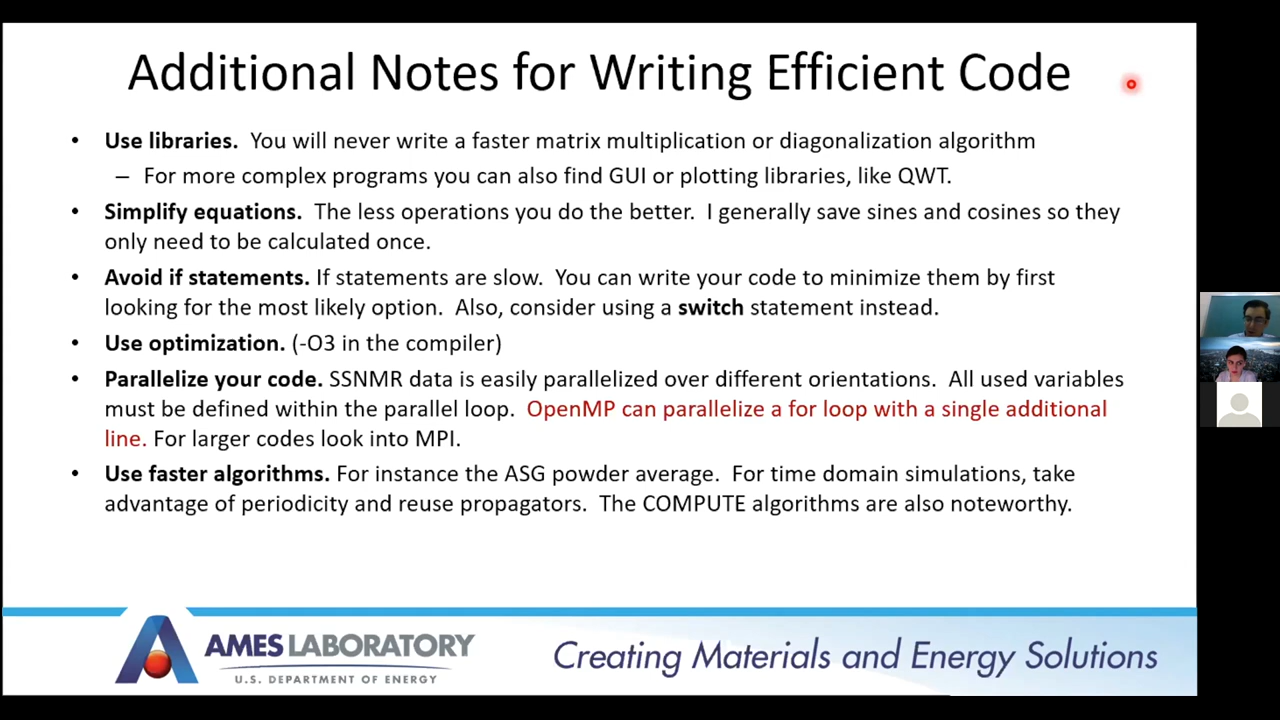 Additional Notes for Writing Efficient Code
• Use libraries. You will never write a faster matrix multiplication or diagonalization algorithm
– For more complex programs you can also find GUI or plotting libraries, like QWT.
• Simplify equations. The less operations you do the better. I generally save sines and cosines so they
only need to be calculated once.
• Avoid if statements. If statements are slow. You can write your code to minimize them by first
looking for the most likely option. Also, consider using a switch statement instead.
• Use optimization. (-O3 in the compiler)
• Parallelize your code. SSNMR data is easily parallelized over different orientations. All used variables
must be defined within the parallel loop. OpenMP can parallelize a for loop with a single additional
line. For larger codes look into MPI.
• Use faster algorithms. For instance the ASG powder average. For time domain simulations, take
advantage of periodicity and reuse propagators. The COMPUTE algorithms are also noteworthy.
AMES LABORATORY
U.S. DEPARTMENT OF ENERGY
Creating Materials and Energy Solutions